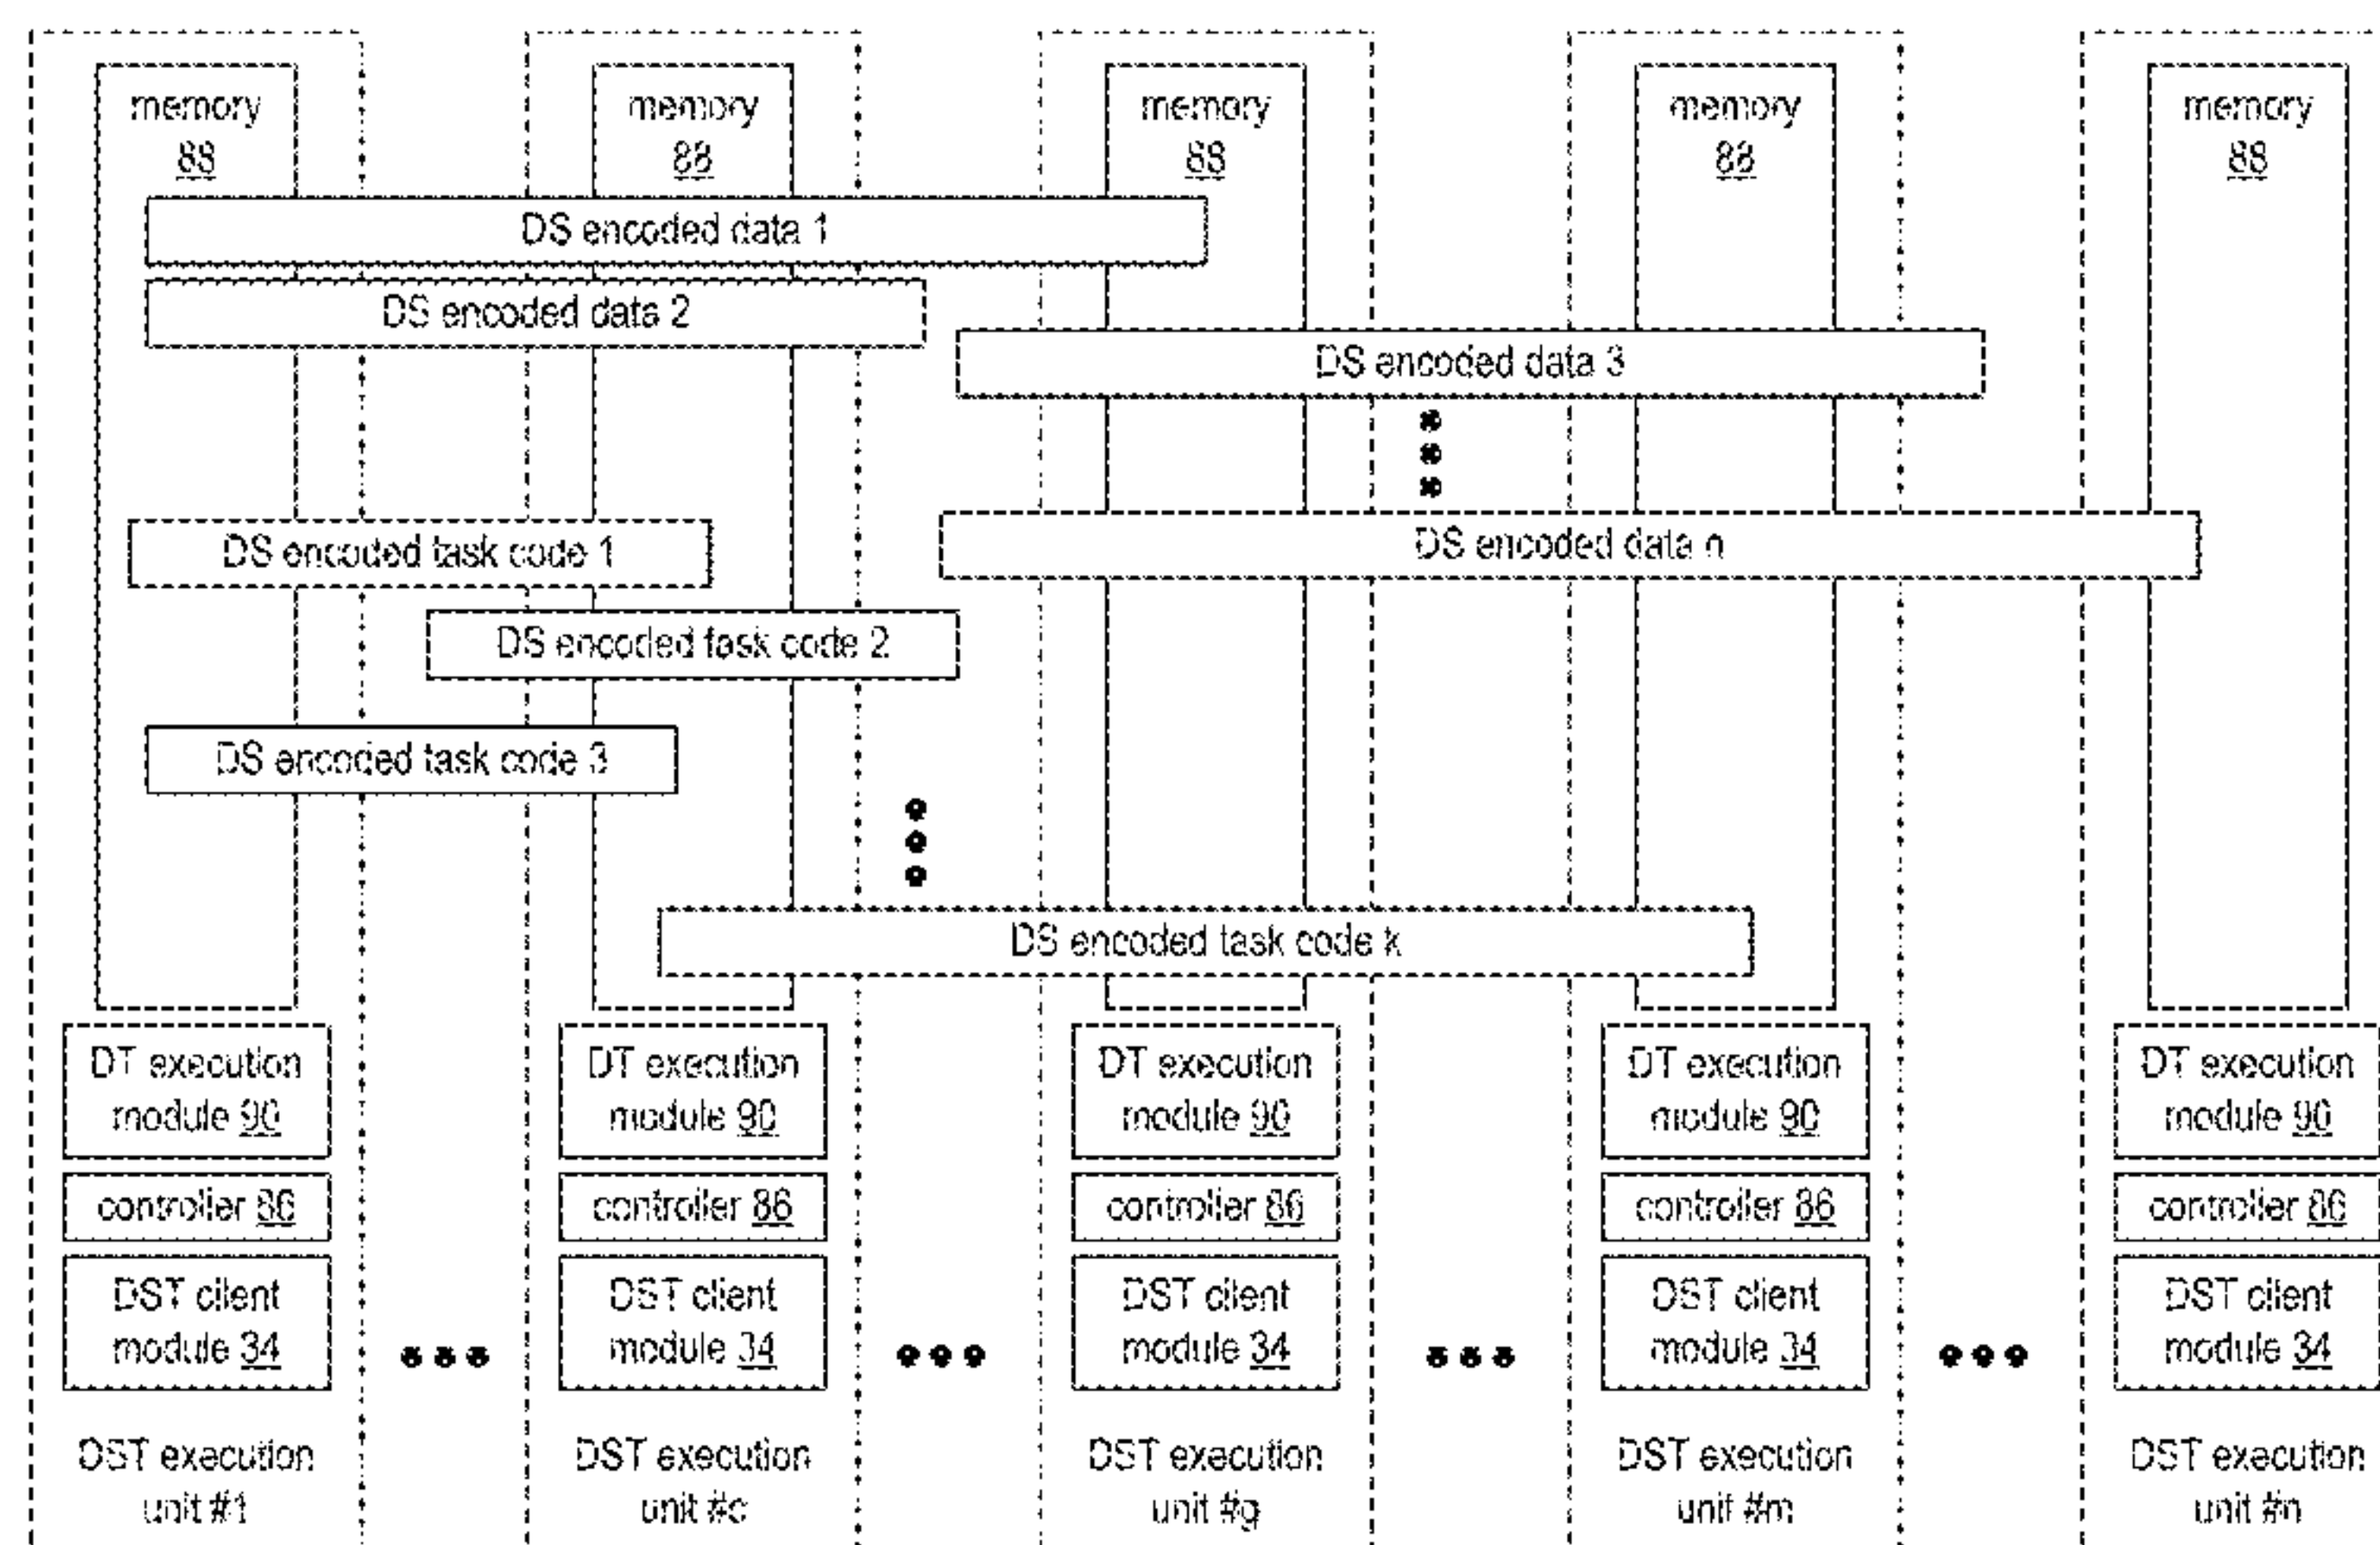 memory
88
memory
88
memory
88
memory
88
memory
88
DS encoded data 1
DS encoded data 2
DS encoded data 3
DS encoded task code 1
DS encoded data n
DS encoded task code 2
DS encoded task code 3
DS encoded task code k
DT execution
module 90
DT execution
module 90
DT execution
module 90
DT execution
module 90
DT execution
module 90
controller 86
controller 86
controller 86
controller 86
controller 86
DST client
module 34
DST client
module 34
DST client
module 34
DST client
module 34
DST client
module 34
DST execution
unit #1
DST execution
unit #c
DST execution
unit #g
DST execution
unit #m
DST execution
unit #n